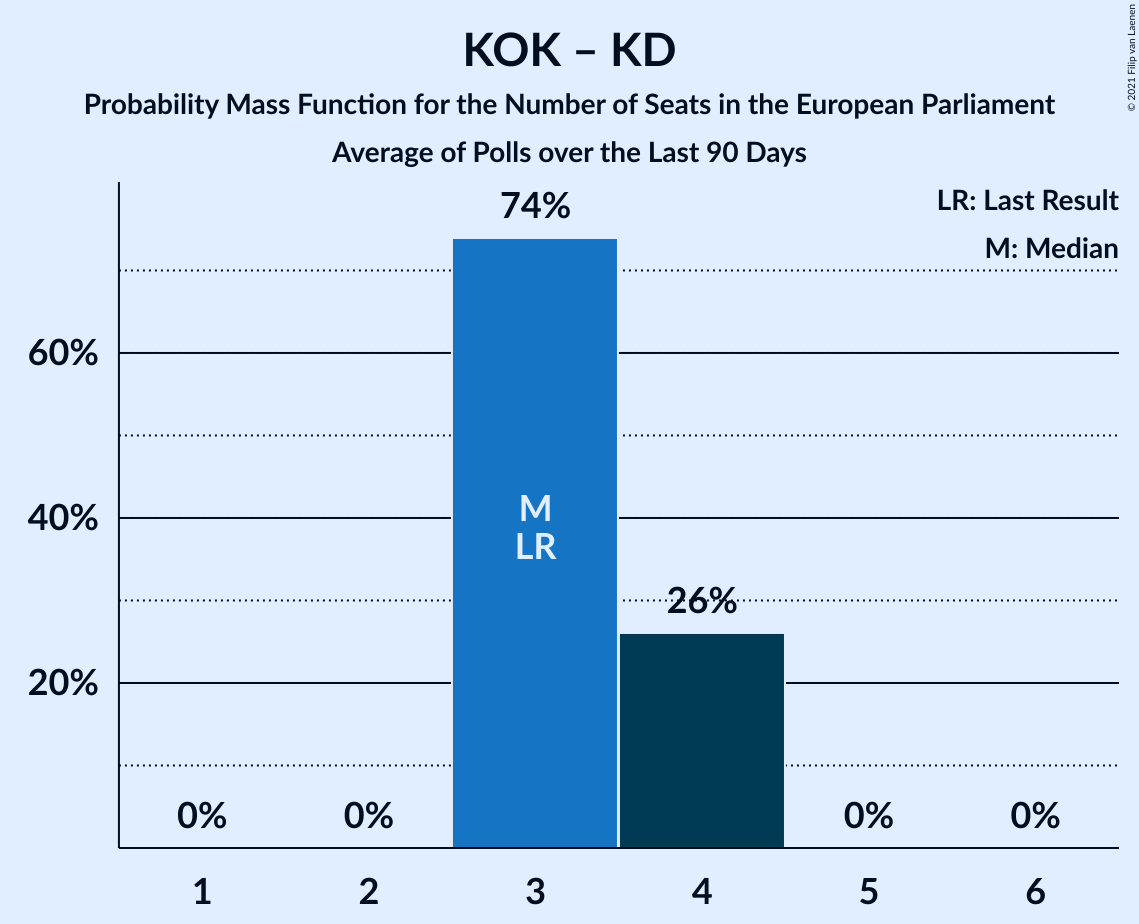 KOK – KD
Probability Mass Function for the Number of Seats in the European Parliament
Average of Polls over the Last 90 Days
© 2021 Filip van Laenen
LR: Last Result
M: Median
74%
60%
40%
20%
M
LR
26%
0%
0%
0%
0%
1
2
3
4
5
6